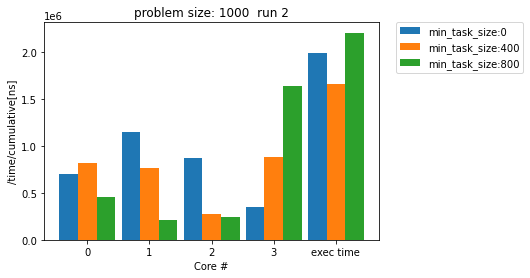 problem size: 1000  run 2
1e6
2.0
1.5
1.0
0.5
0.0
/time/cumulative[ns]
0 1 2 3 exec time
Core #
min_task_size:0
min_task_size:400
min_task_size:800